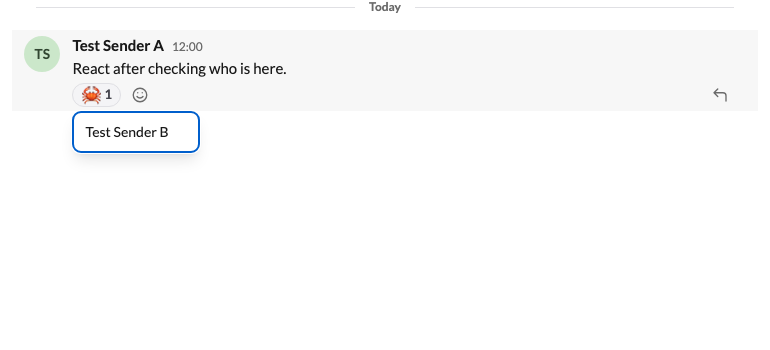 Today
TS
Test Sender A 12:00
React after checking who is here.
🦀 1
Test Sender B